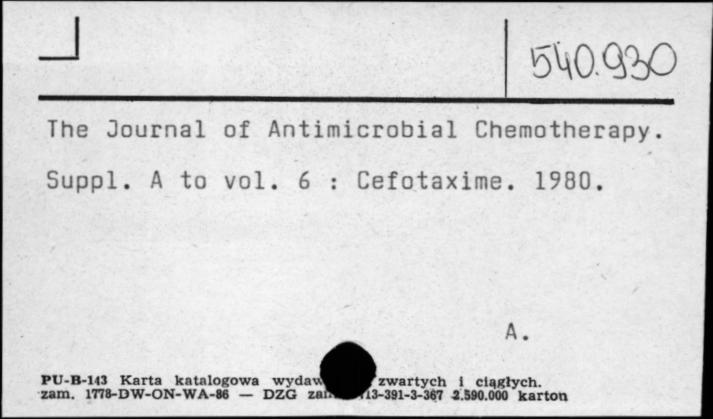 540.930
The Journal of Antimicrobial Chemotherapy.
Suppl. A to vol. 6 : Cefotaxime. 1980.
A.
PU-B-143 Karta katalogowa zwartych i ciągłych.
zam. 1778-DW-ON-WA-86 — DZG 13-391-3-367 2.590.000 karton